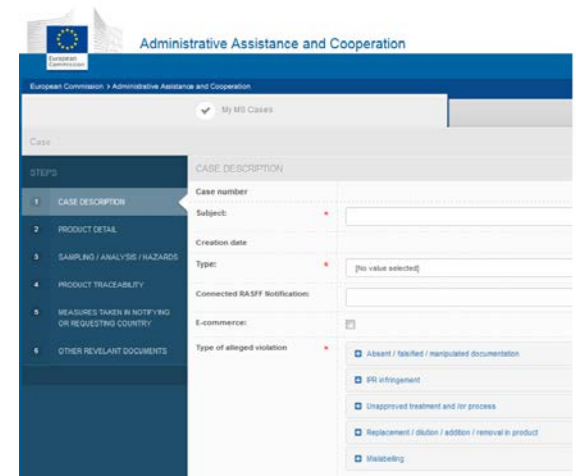 Administrative Assistance and Cooperation
European
Commission
European Commission > Administrative Assistance and Cooperation
My MS Cases
Case
STEPS
1 CASE DESCRIPTION
2 PRODUCT DETAIL
3 SAMPLING / ANALYSIS / HAZARDS
4 PRODUCT TRACEABILITY
5 MEASURES TAKEN IN NOTIFYING
OR REQUESTING COUNTRY
6 OTHER REVELANT DOCUMENTS
CASE DESCRIPTION
Case number
Subject: *
Creation date
Type: * [No value selected]
Connected RASFF Notification:
E-commerce:
Type of alleged violation *
Absent / falsified / manipulated documentation
IPR infringement
Unapproved treatment and /or process
Replacement / dilution / addition / removal in product
Mislabelling